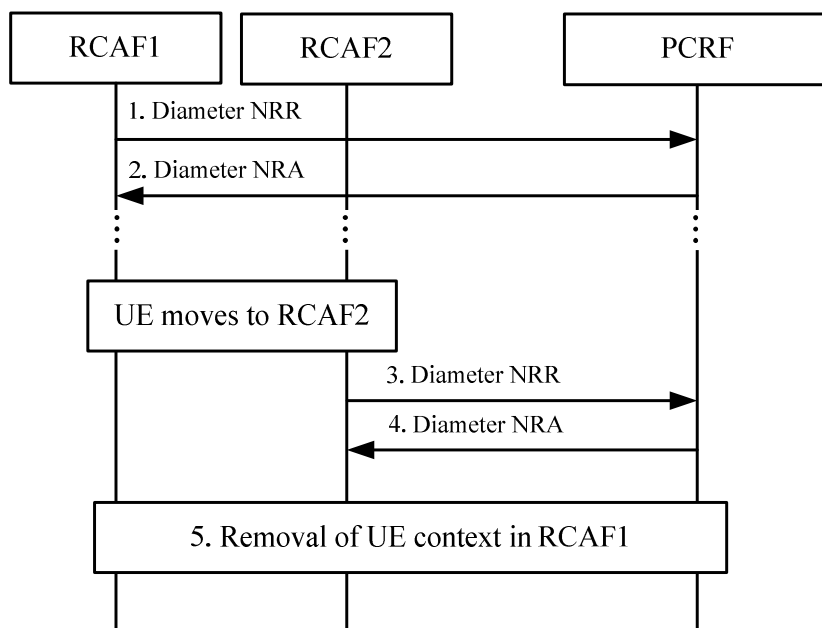 RCAF1
RCAF2
PCRF
1. Diameter NRR
2. Diameter NRA
UE moves to RCAF2
3. Diameter NRR
4. Diameter NRA
5. Removal of UE context in RCAF1